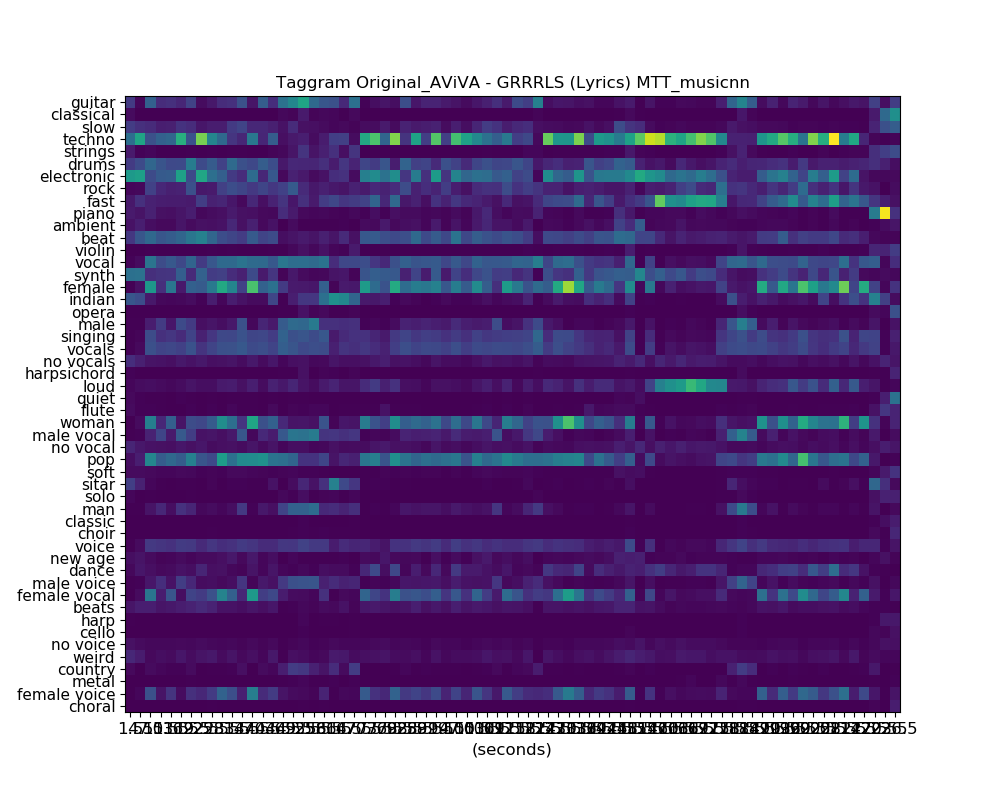 Taggram Original_AViVA - GRRRLS (Lyrics) MTT_musicnn
guitar
classical
slow
techno
strings
drums
electronic
rock
fast
piano
ambient
beat
violin
vocal
synth
female
indian
opera
male
singing
vocals
no vocals
harpsichord
loud
quiet
flute
woman
male vocal
no vocal
pop
soft
sitar
solo
man
classic
choir
voice
new age
dance
male voice
female vocal
beats
harp
cello
no voice
weird
country
metal
female voice
choral
(seconds)